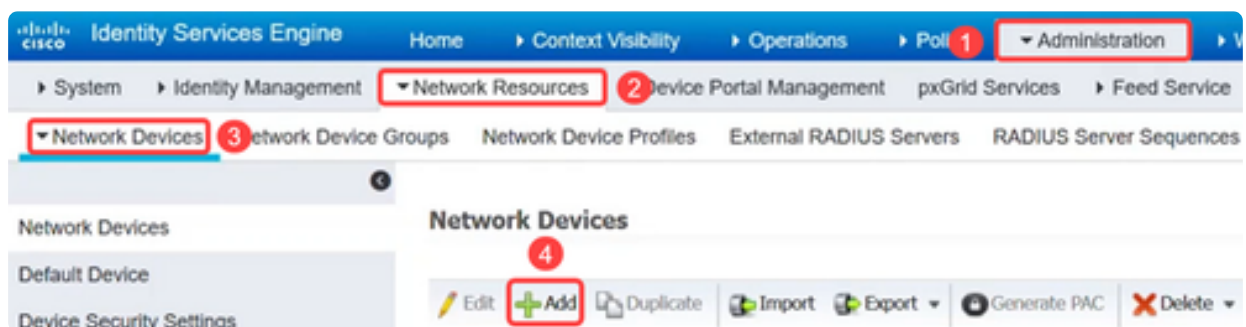 CISCO Identity Services Engine Home Context Visibility Operations Poli 1 Administration
System Identity Management Network Resources 2 Device Portal Management pxGrid Services Feed Service
Network Devices 3 etwork Device Groups Network Device Profiles External RADIUS Servers RADIUS Server Sequences
Network Devices
Network Devices
4
Default Device
Edit Add Duplicate Import Export Generate PAC Delete
Device Security Settings